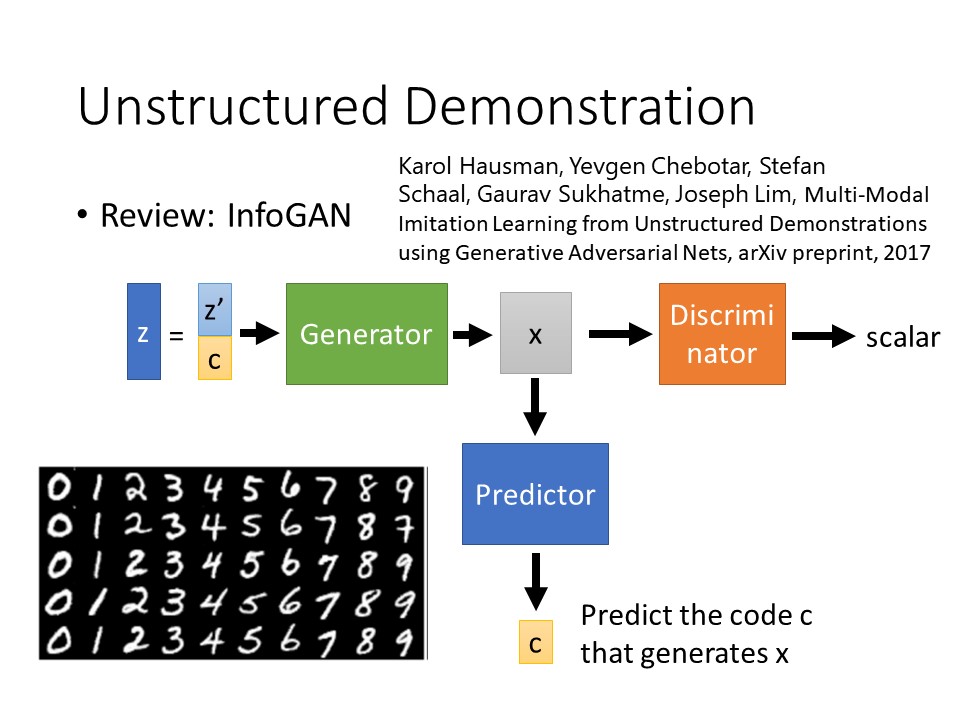 Unstructured Demonstration
• Review: InfoGAN
Karol Hausman, Yevgen Chebotar, Stefan
Schaal, Gaurav Sukhatme, Joseph Lim, Multi-Modal
Imitation Learning from Unstructured Demonstrations
using Generative Adversarial Nets, arXiv preprint, 2017
z = z’
c
Generator
x
Discrimi
nator
scalar
Predictor
c
Predict the code c
that generates x
0 1 2 3 4 5 6 7 8 9
0 1 2 3 4 5 6 7 8 7
0 1 2 3 4 5 6 7 8 9
0 1 2 3 4 5 6 7 8 9
0 1 2 3 4 5 6 7 8 9